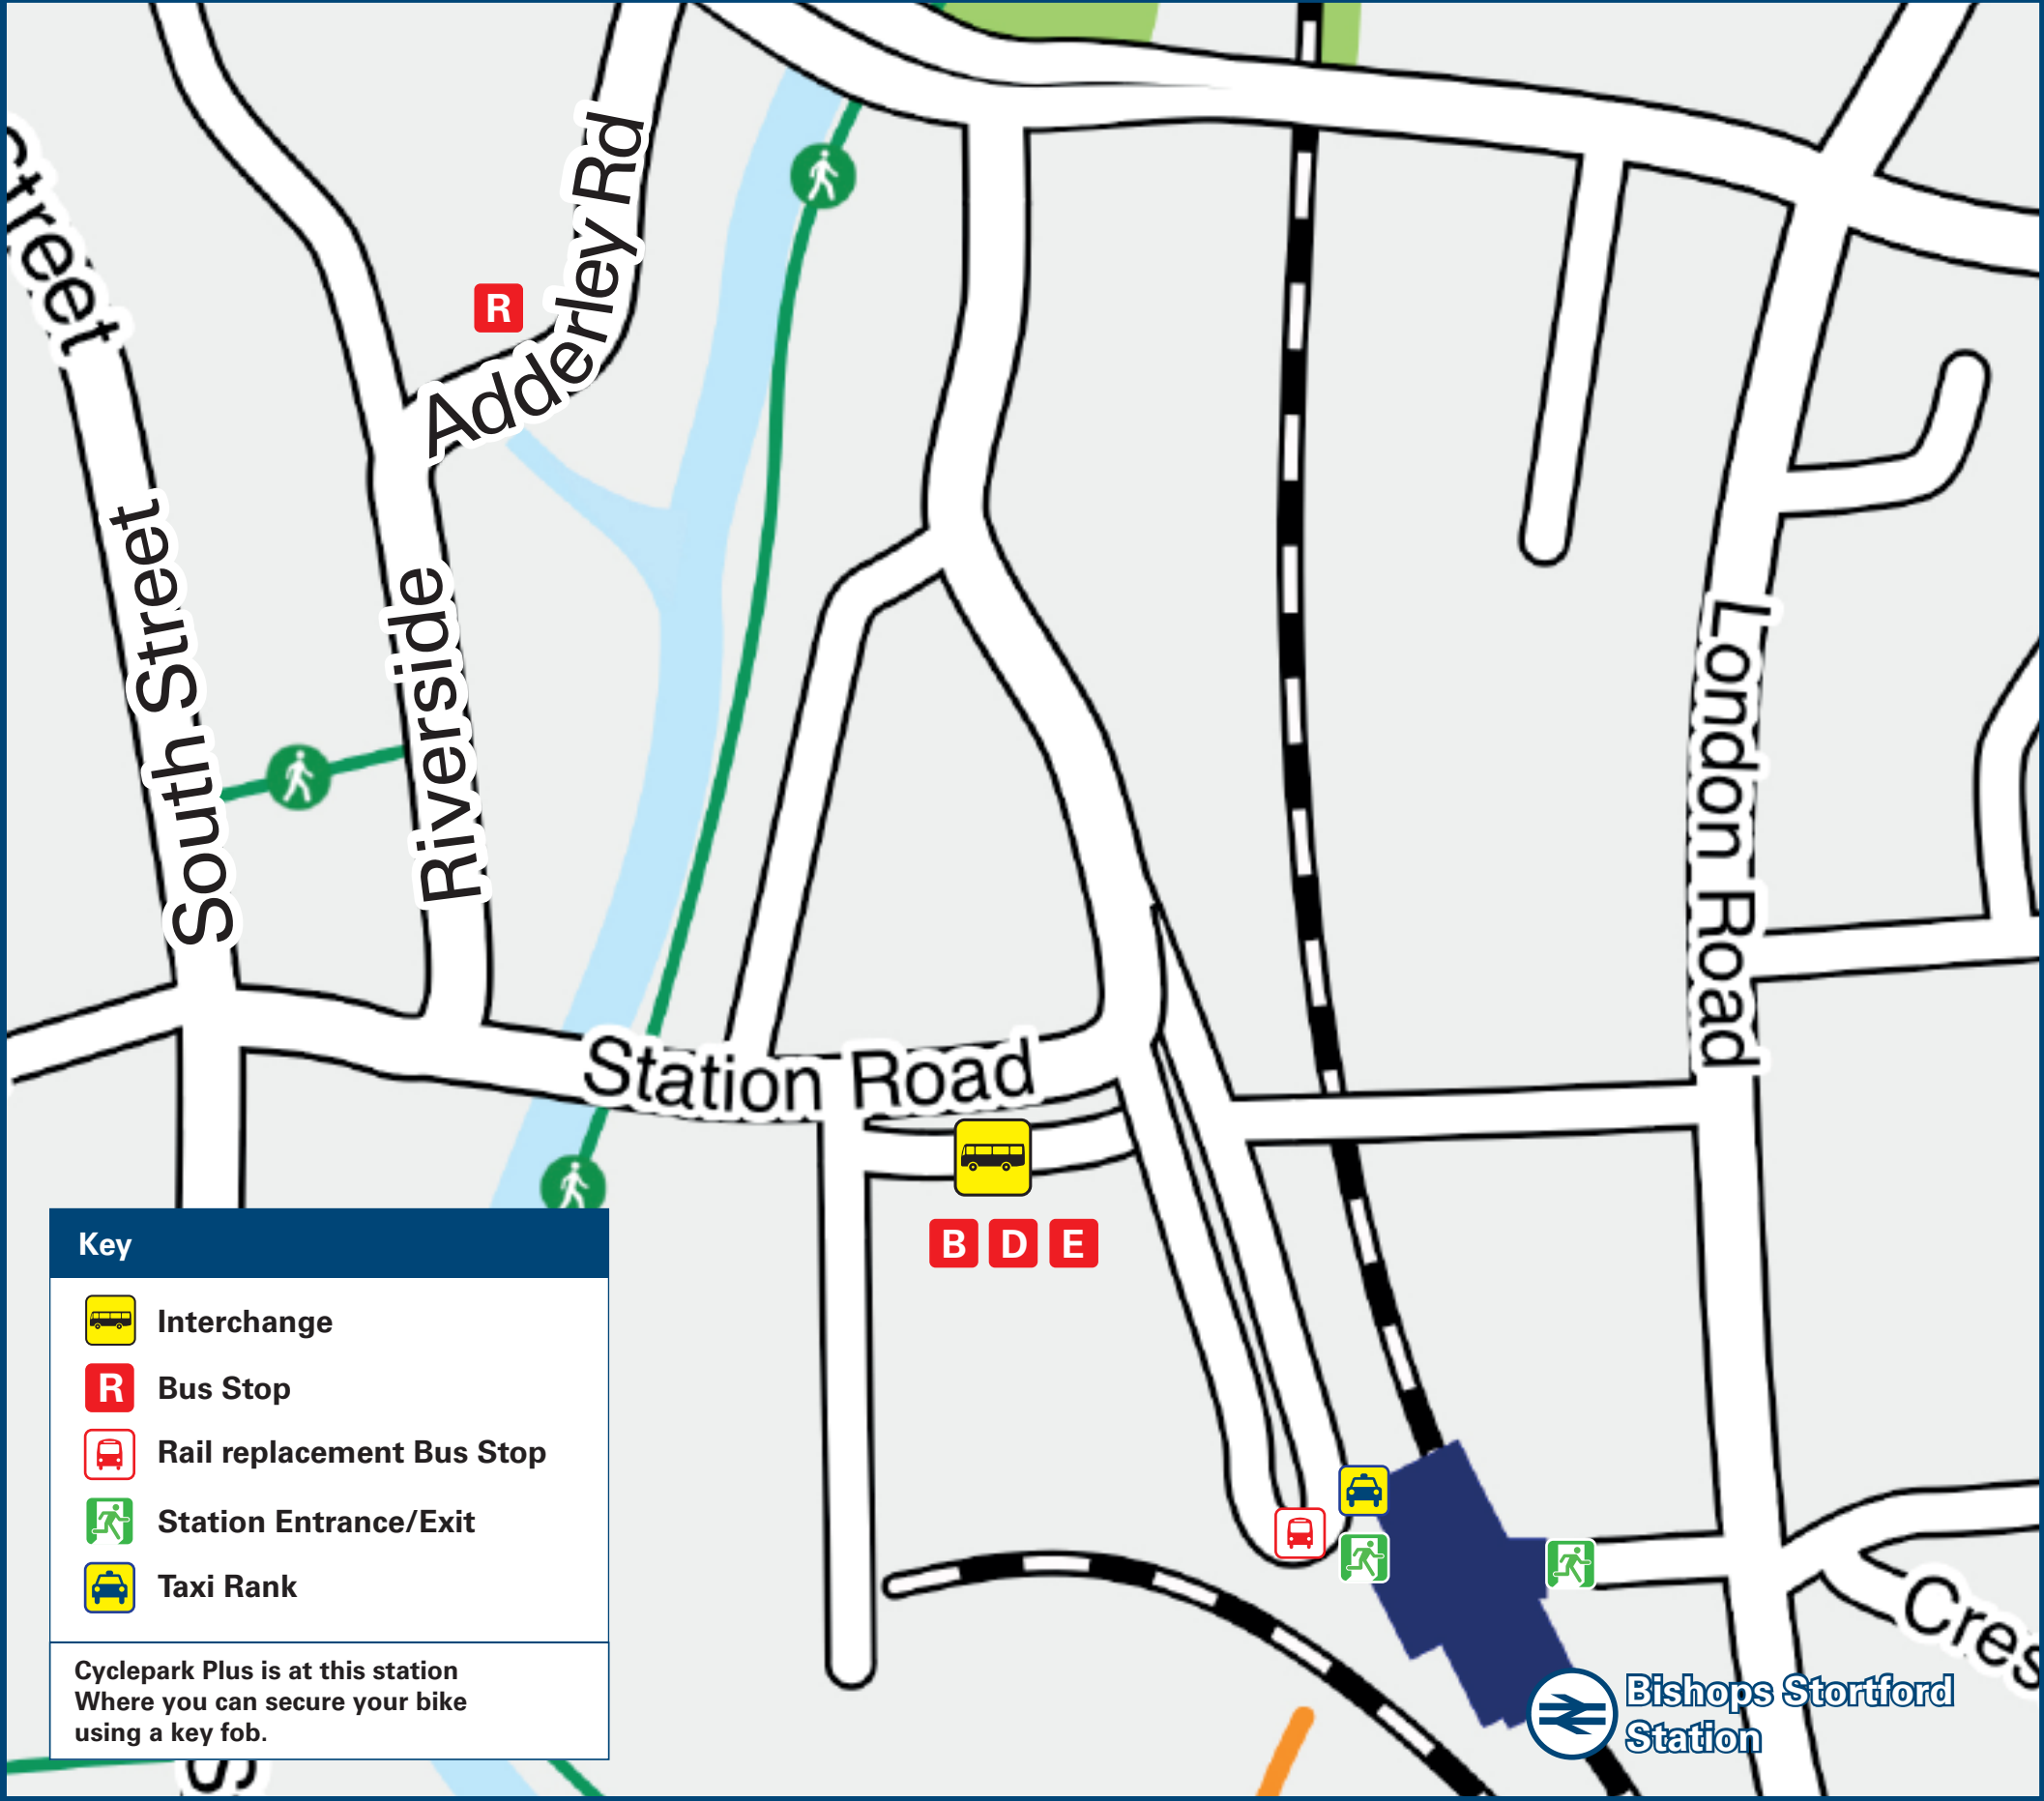 Street
Adderley Rd
R
South Street
Riverside
London Road
Station Road
B D E
Key
Interchange
R Bus Stop
Rail replacement Bus Stop
Station Entrance/Exit
Taxi Rank
Cyclepark Plus is at this station
Where you can secure your bike
using a key fob.
Cres
Bishops Stortford
Station
S